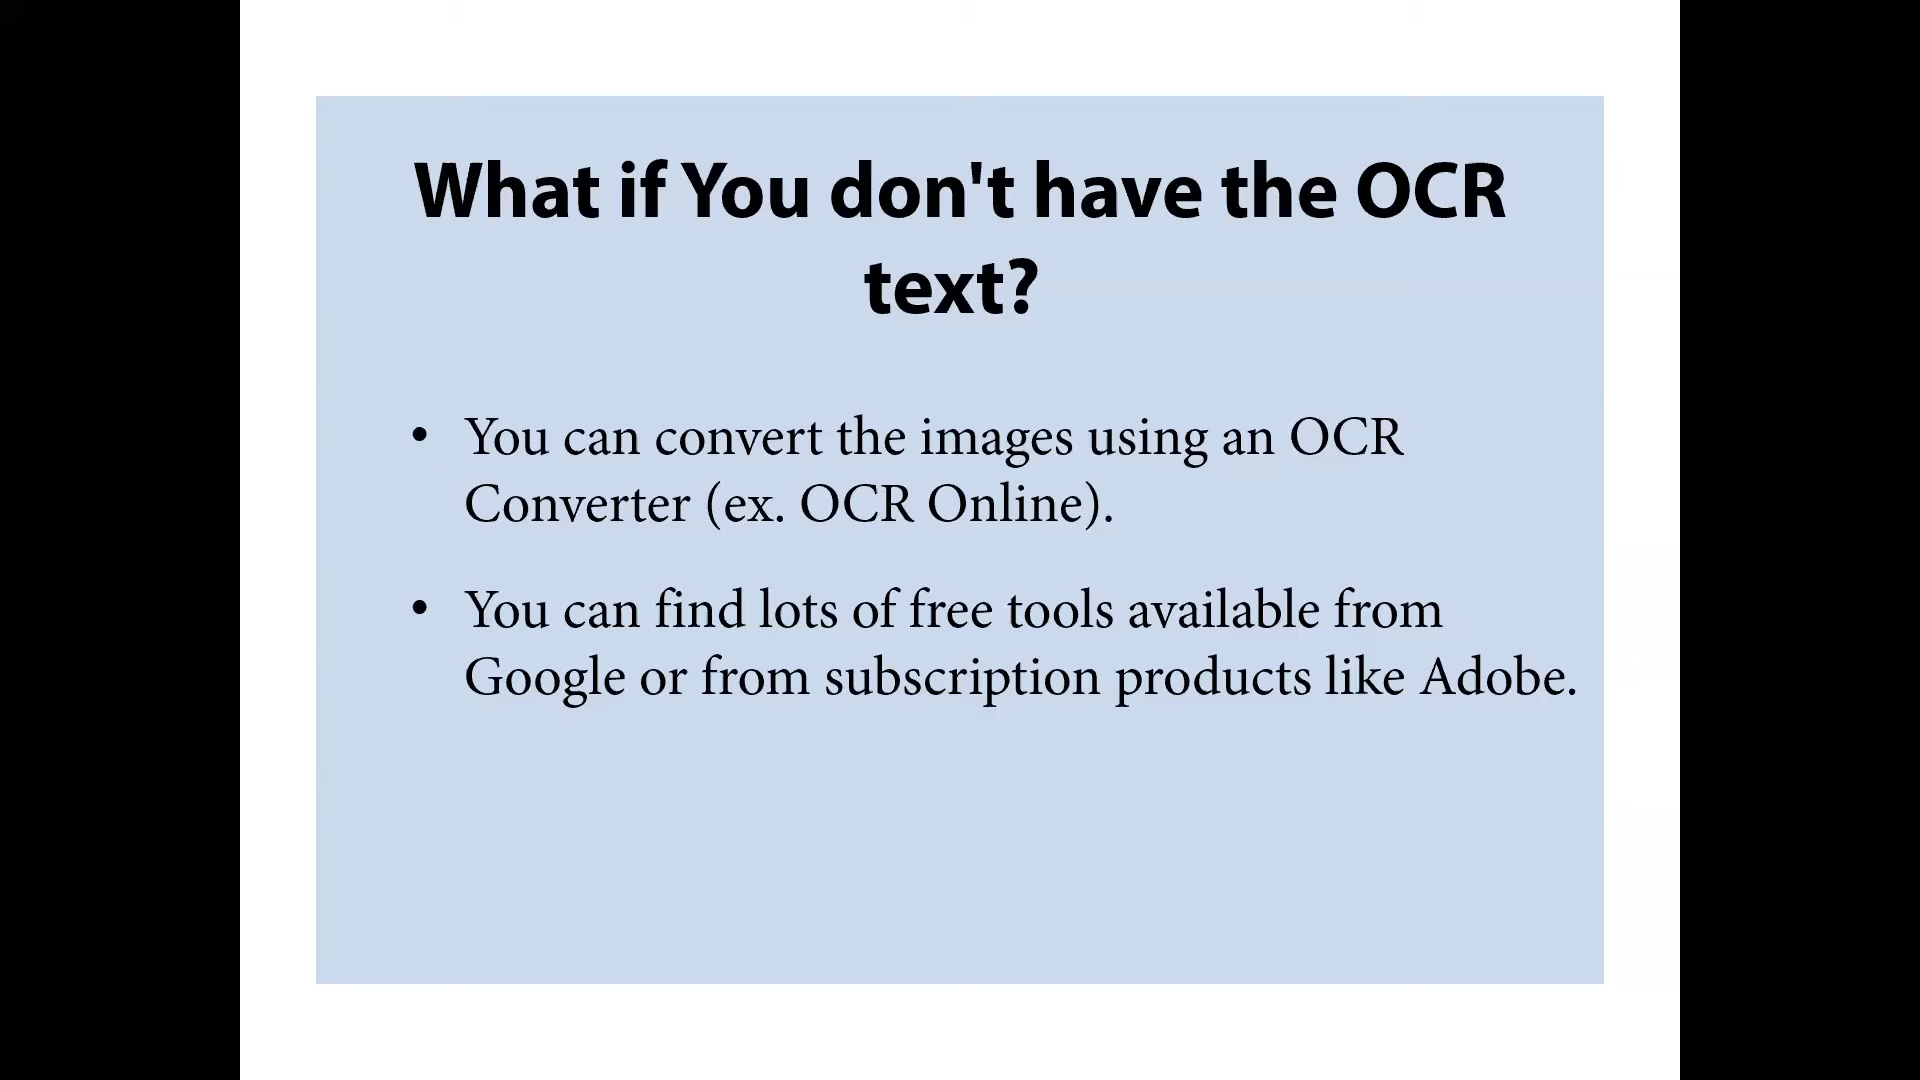 What if You don't have the OCR
text?
• You can convert the images using an OCR
Converter (ex. OCR Online).
• You can find lots of free tools available from
Google or from subscription products like Adobe.